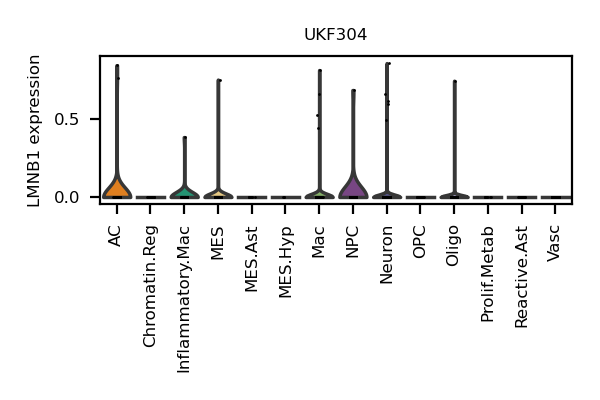 UKF304
LMNB1 expression
0.5
0.0
AC
Chromatin.Reg
Inflammatory.Mac
MES
MES.Ast
MES.Hyp
Mac
NPC
Neuron
OPC
Oligo
Prolif.Metab
Reactive.Ast
Vasc